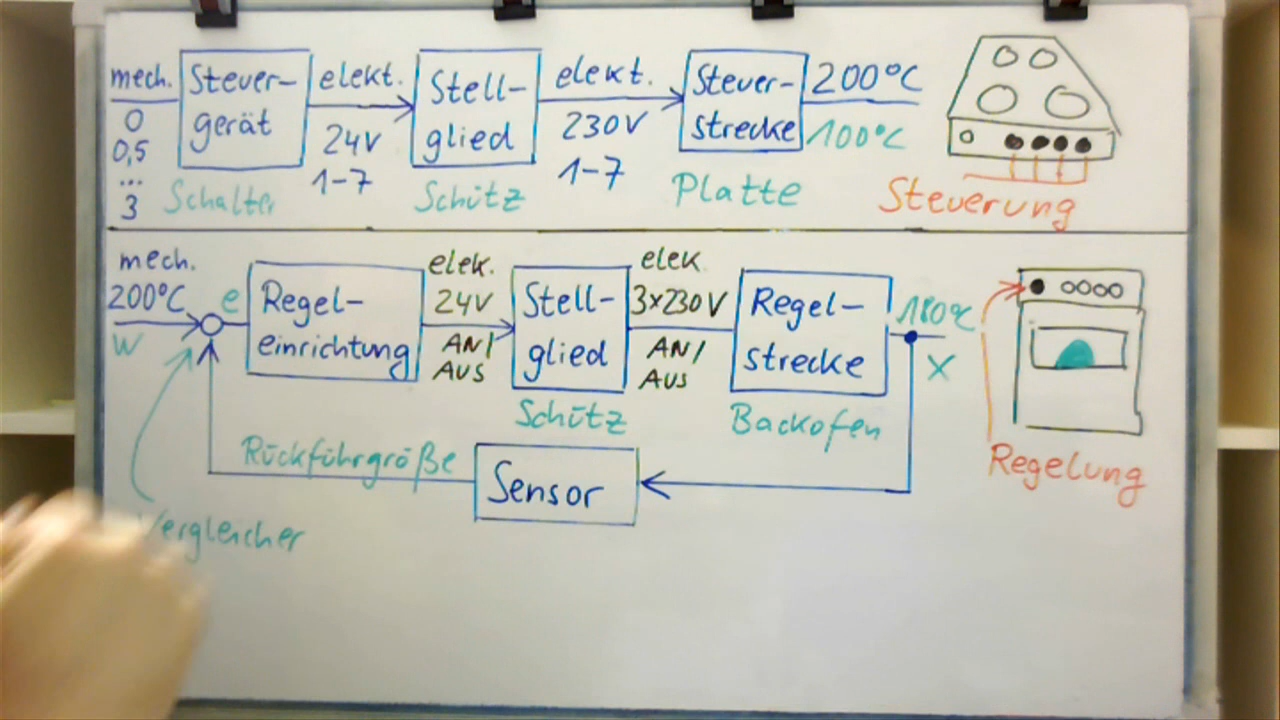 mech.
0
0,5
...
3
Steuer-
gerät
Schalter
elekt.
24V
1-7
Stell-
glied
Schütz
elekt.
230V
1-7
Steuer-
strecke
Platte
200°C
100°C
Steuerung
mech.
200°C
w
e
Regel-
einrichtung
elek.
24V
AN/
AUS
Stell-
glied
Schütz
elek
3x230V
AN/
AUS
Regel-
strecke
Backofen
180°C
x
Regelung
Rückführgröße
Sensor
Vergleicher